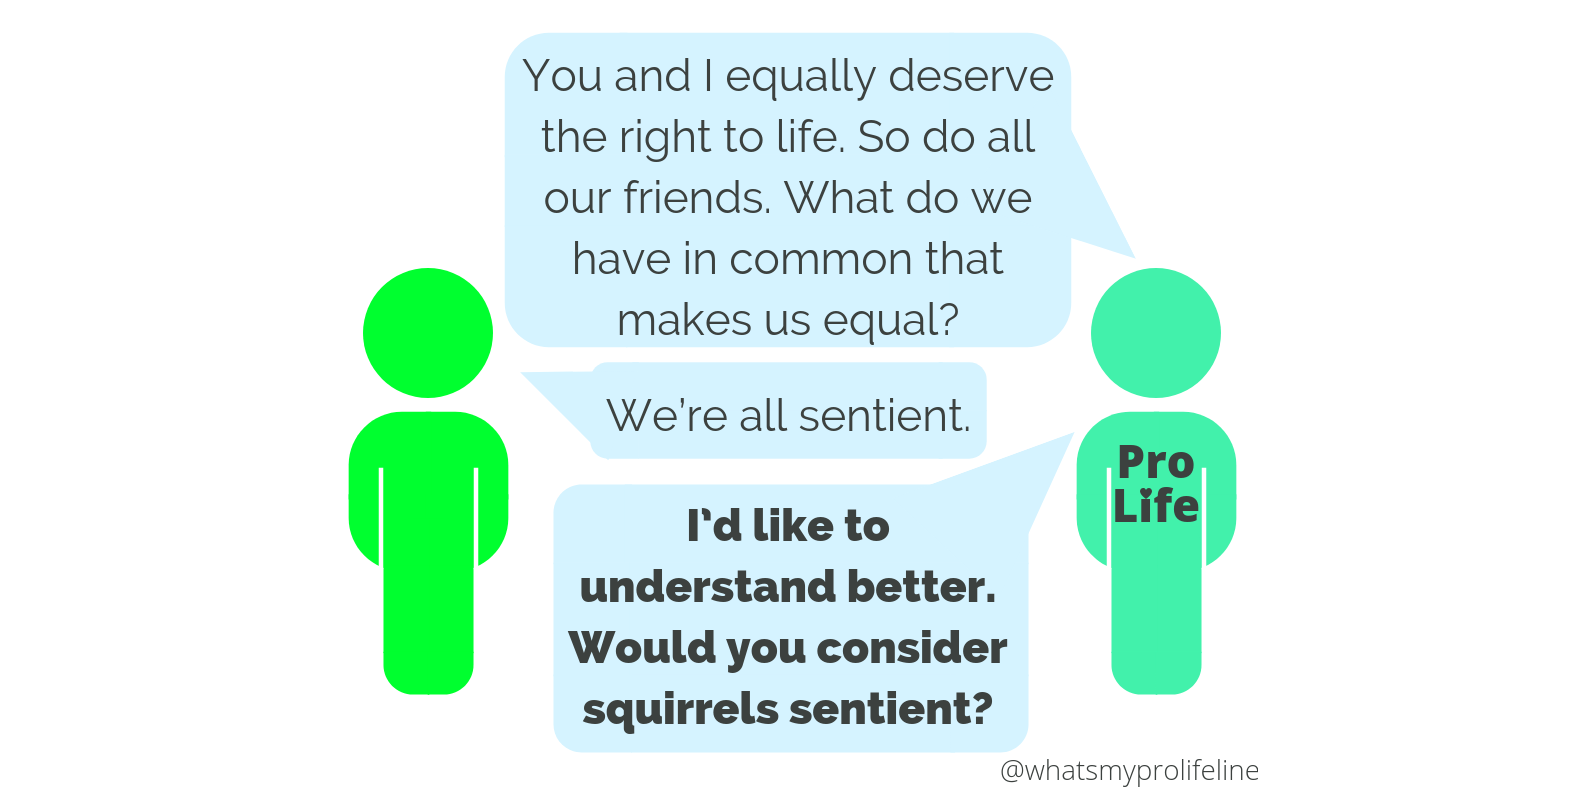 You and I equally deserve
the right to life. So do all
our friends. What do we
have in common that
makes us equal?
We're all sentient.
I'd like to
understand better.
Would you consider
squirrels sentient?
Pro
Life
@whatsmyprolifeline